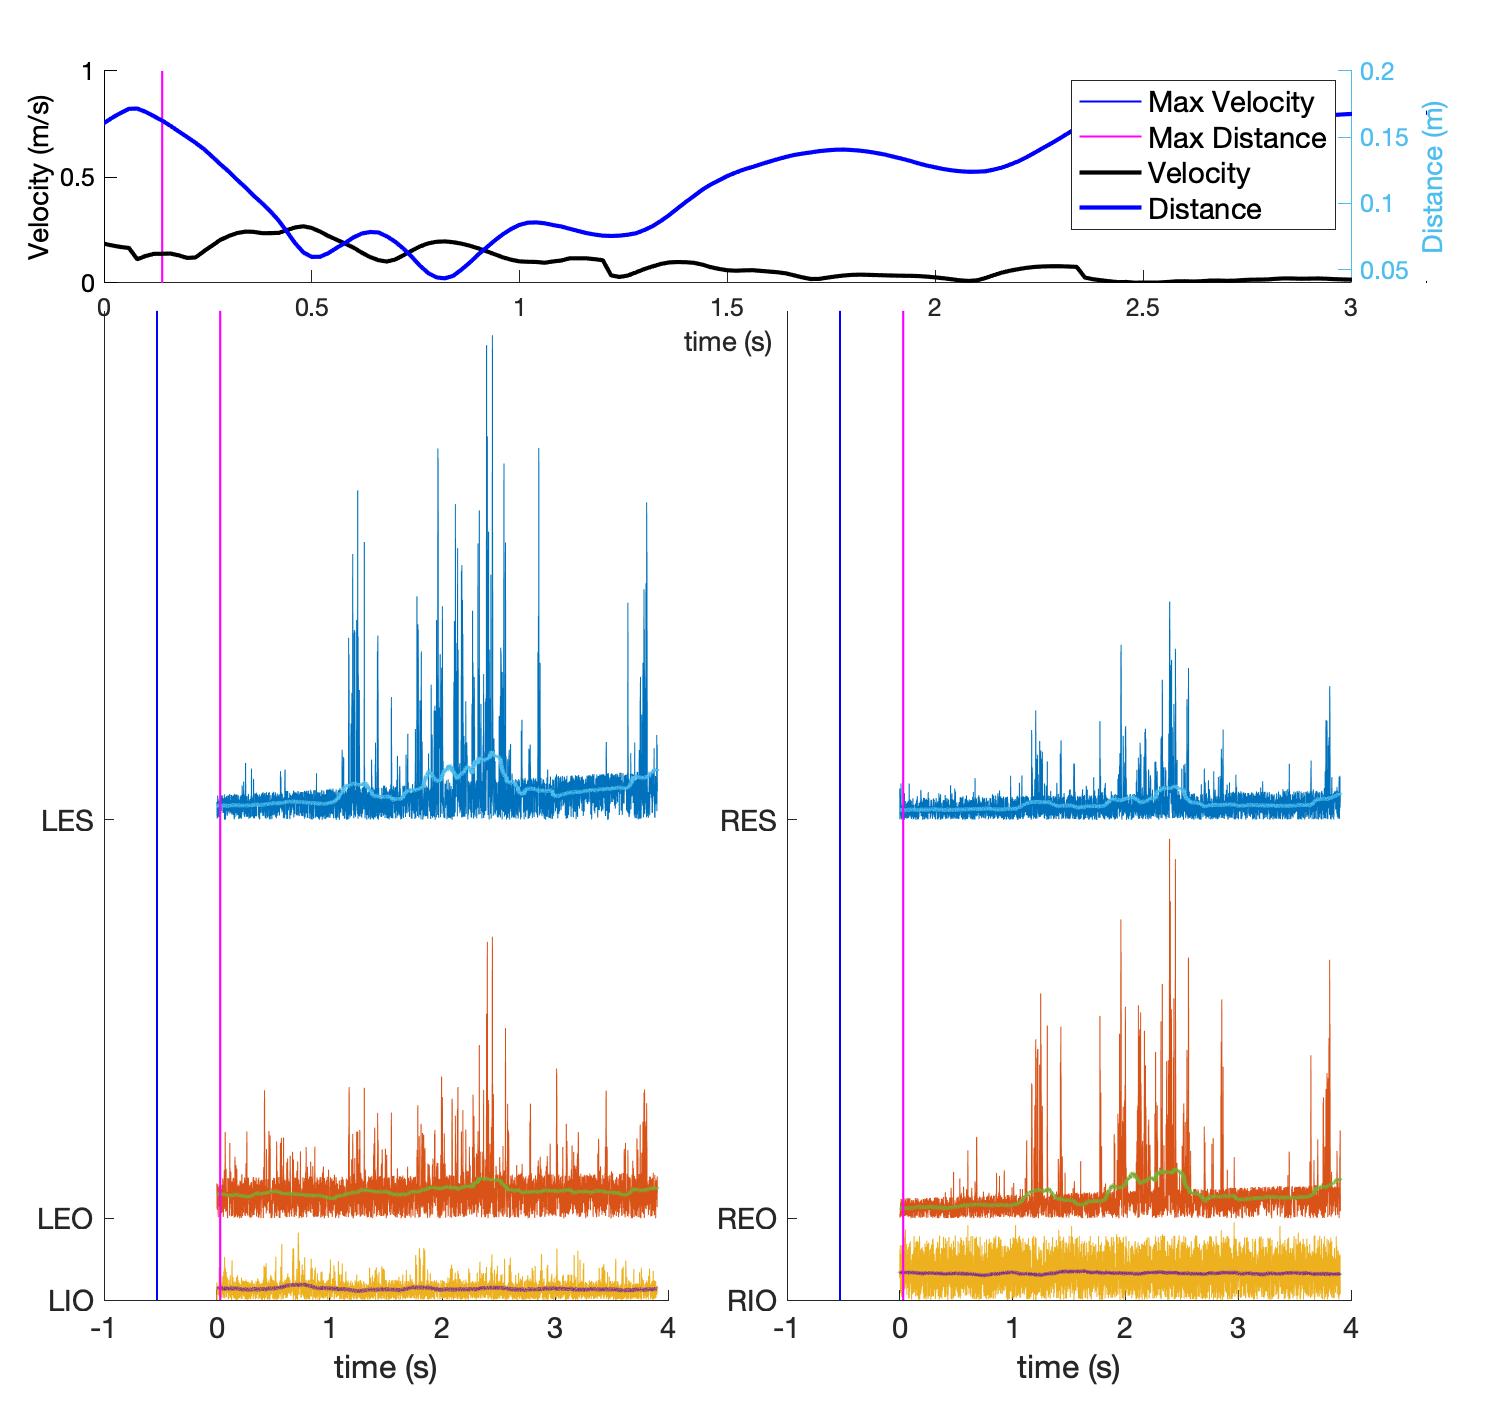 1
0.5
0
Velocity (m/s)
0.2
0.15
0.1
0.05
Distance (m)
Max Velocity
Max Distance
Velocity
Distance
0 0.5 1 1.5 2 2.5 3
time (s)
LES
LEO
LIO
-1 0 1 2 3 4
time (s)
RES
REO
RIO
-1 0 1 2 3 4
time (s)